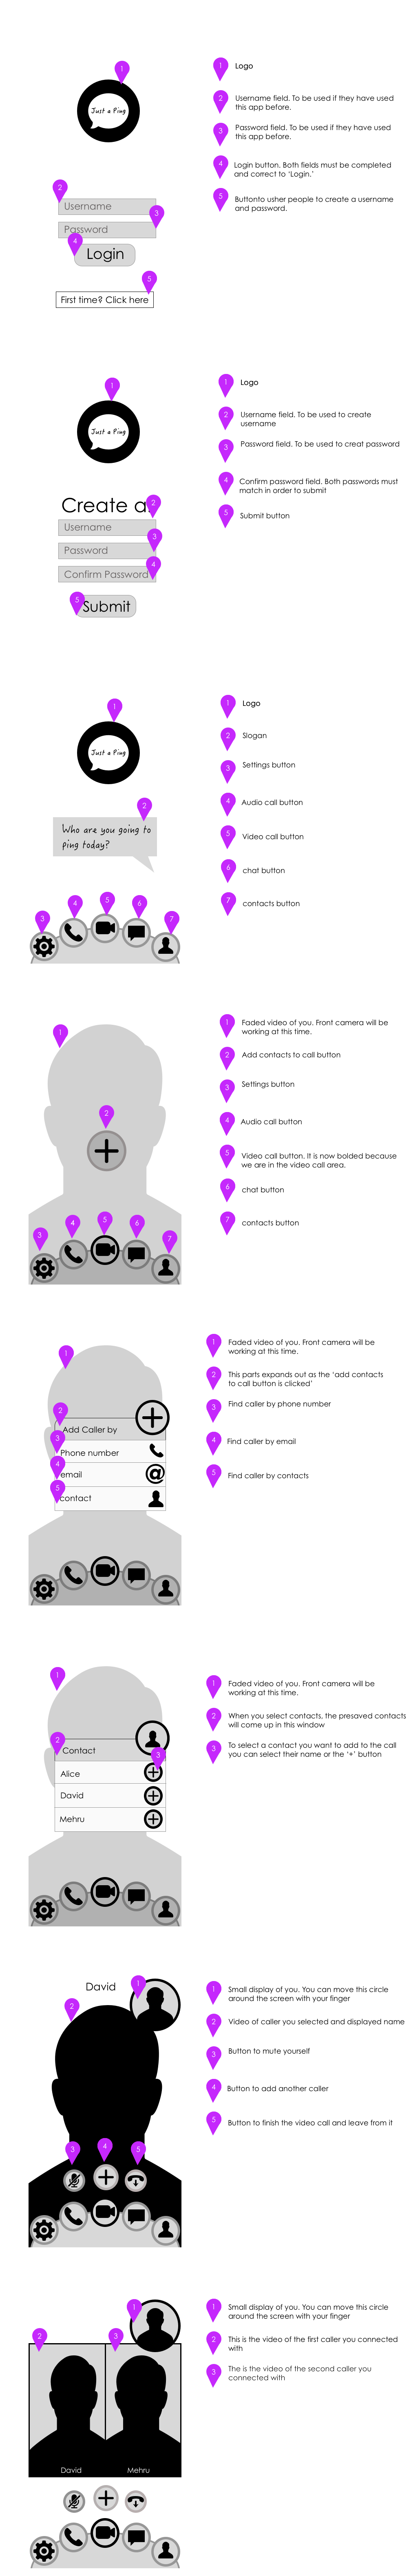 1
Just a Ping
2
Username
3
Password
4
Login
5
First time? Click here
1
Logo
2
Username field. To be used if they have used
this app before.
3
Password field. To be used if they have used
this app before.
4
Login button. Both fields must be completed
and correct to ‘Login.’
5
Buttonto usher people to create a username
and password.
1
Just a Ping
Create a
2
Username
3
Password
4
Confirm Password
5
Submit
1
Logo
2
Username field. To be used to create
username
3
Password field. To be used to creat password
4
Confirm password field. Both passwords must
match in order to submit
5
Submit button
1
Just a Ping
2
Who are you going to
ping today?
3
4
5
6
7
1
Logo
2
Slogan
3
Settings button
4
Audio call button
5
Video call button
6
chat button
7
contacts button
1
2
3
4
5
6
7
1
Faded video of you. Front camera will be
working at this time.
2
Add contacts to call button
3
Settings button
4
Audio call button
5
Video call button. It is now bolded because
we are in the video call area.
6
chat button
7
contacts button
1
2
Add Caller by
3
Phone number
4
email
@
5
contact
1
Faded video of you. Front camera will be
working at this time.
2
This parts expands out as the ‘add contacts
to call button is clicked’
3
Find caller by phone number
4
Find caller by email
5
Find caller by contacts
1
2
Contact
3
Alice
David
Mehru
1
Faded video of you. Front camera will be
working at this time.
2
When you select contacts, the presaved contacts
will come up in this window
3
To select a contact you want to add to the call
you can select their name or the ‘+’ button
David
1
2
3
4
5
1
Small display of you. You can move this circle
around the screen with your finger
2
Video of caller you selected and displayed name
3
Button to mute yourself
4
Button to add another caller
5
Button to finish the video call and leave from it
1
2
3
David
Mehru
1
Small display of you. You can move this circle
around the screen with your finger
2
This is the video of the first caller you connected
with
3
The is the video of the second caller you
connected with